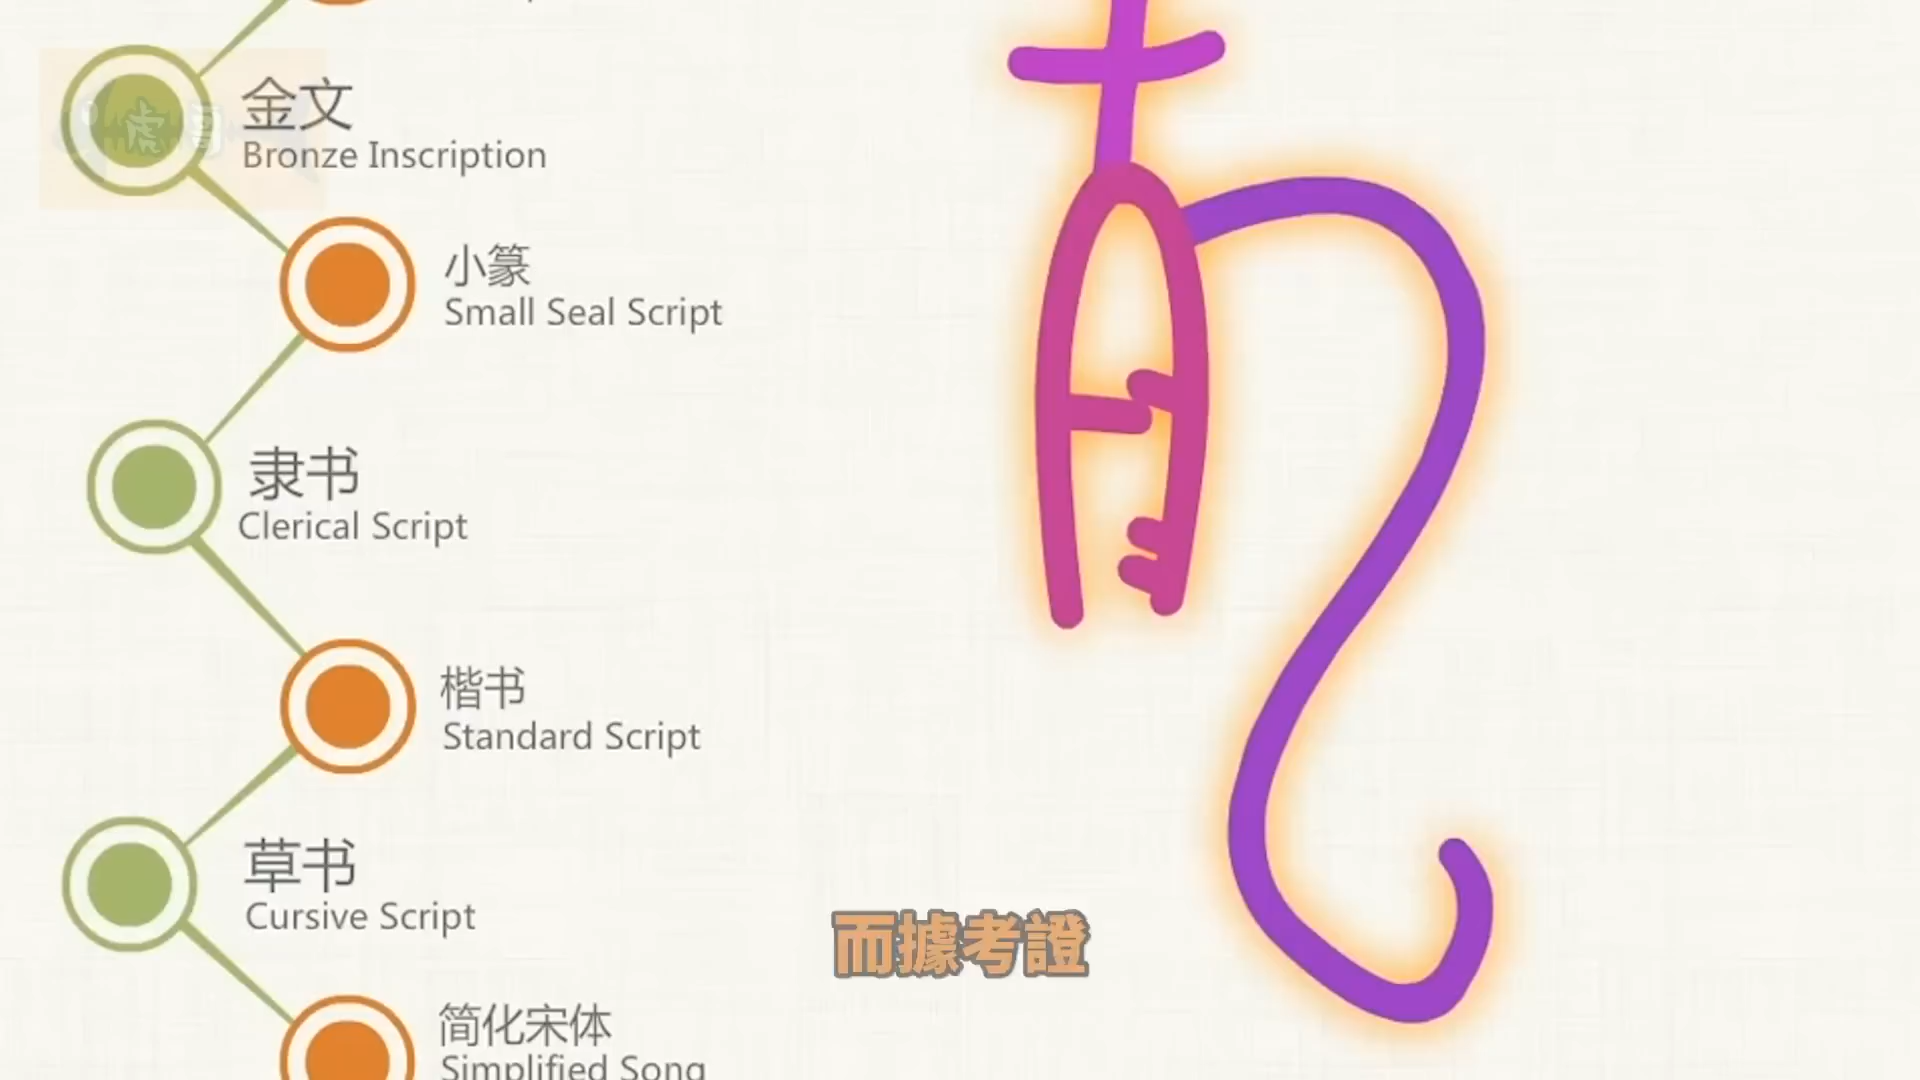 金文
Bronze Inscription
小篆
Small Seal Script
隶书
Clerical Script
楷书
Standard Script
草书
Cursive Script
而據考證
简化宋体
Simplified Song